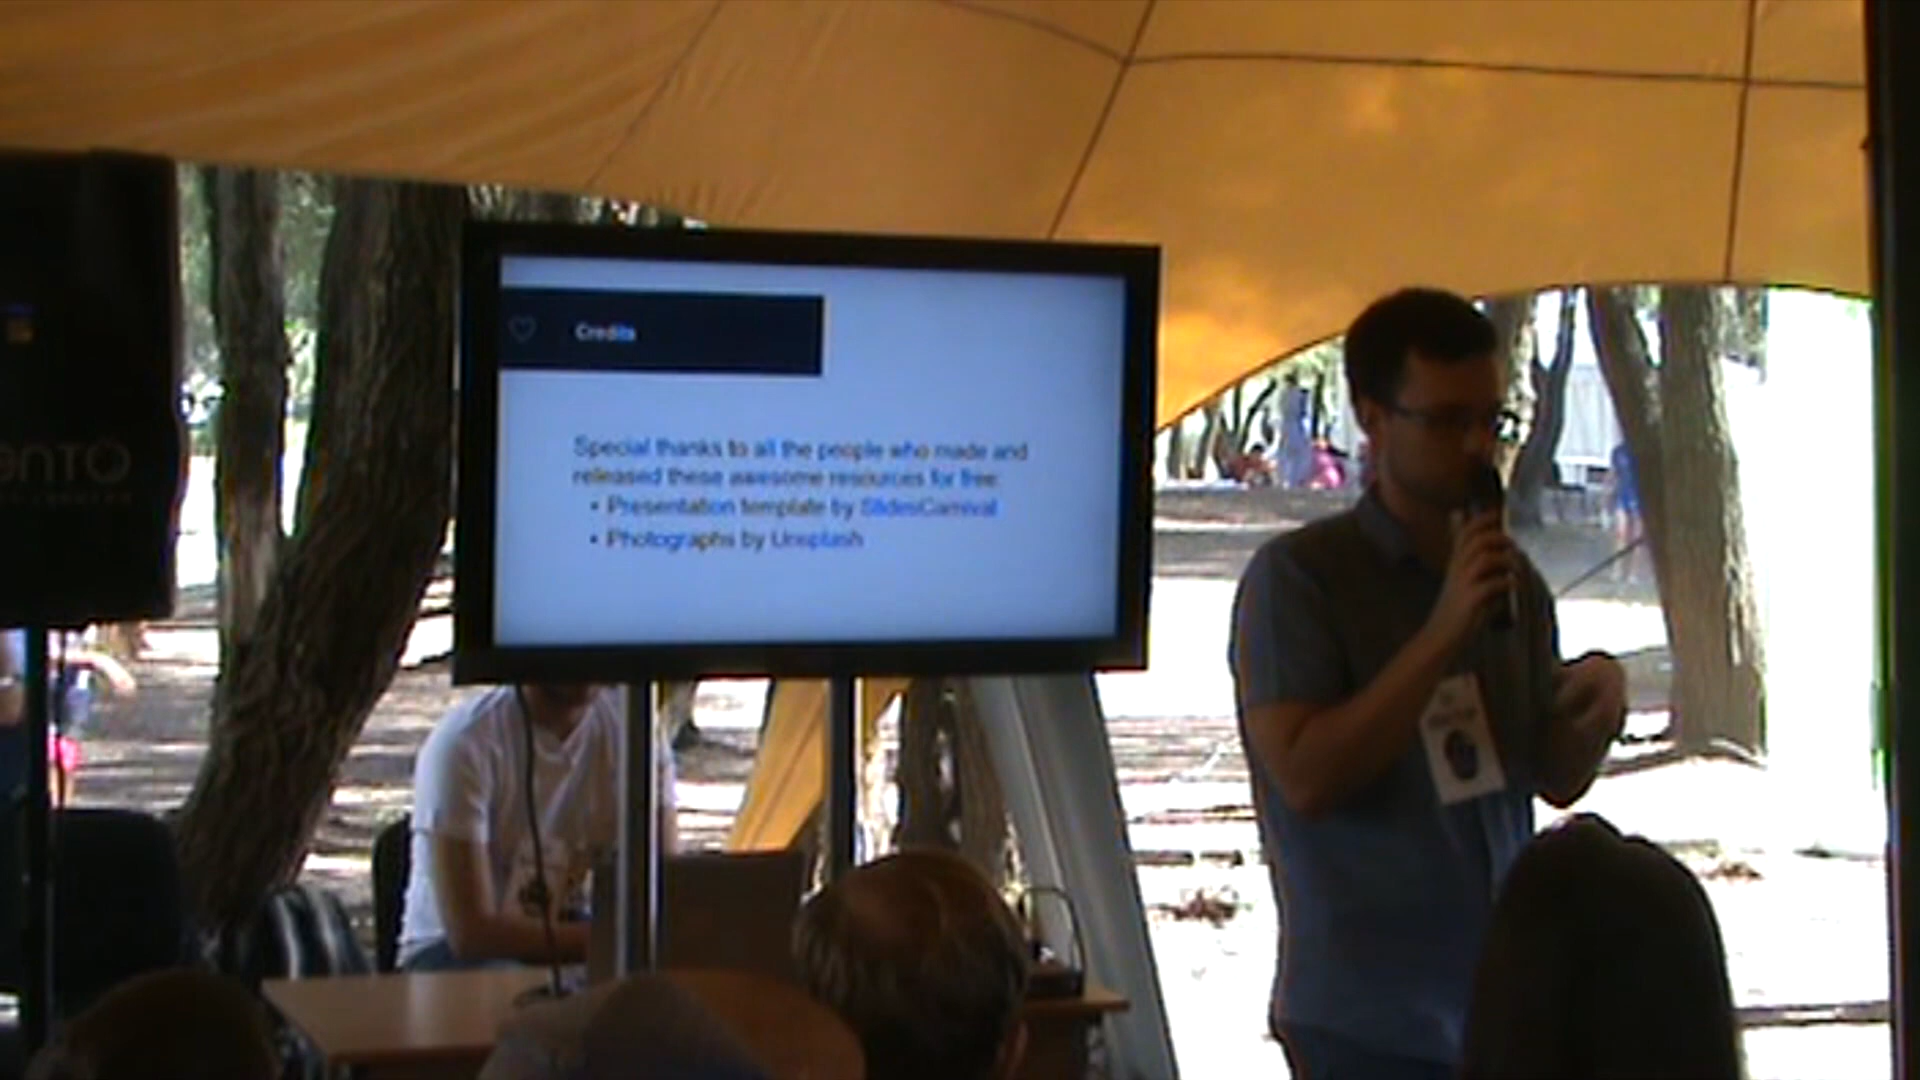 Credits
Special thanks to all the people who made and
released these awesome resources for free:
• Presentation template by SlidesCarnival
• Photographs by Unsplash